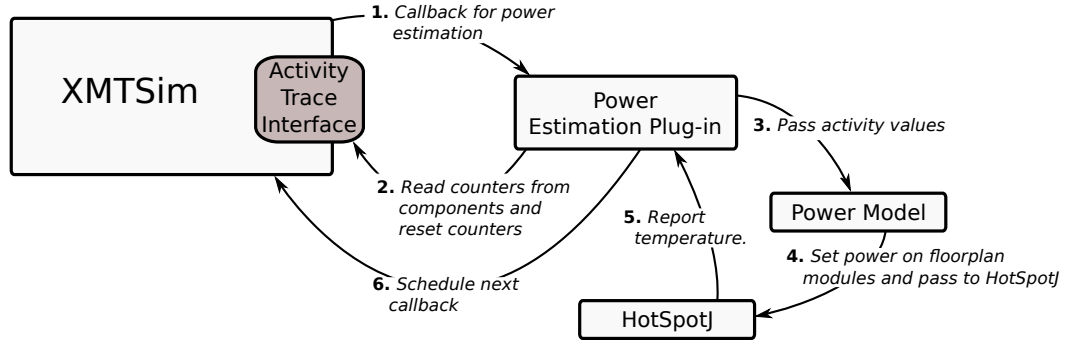 1. Callback for power
estimation
XMTSim
Activity
Trace
Interface
Power
Estimation Plug-in
3. Pass activity values
2. Read counters from
components and
reset counters
Power Model
5. Report
temperature.
4. Set power on floorplan
modules and pass to HotSpotJ
6. Schedule next
callback
HotSpotJ